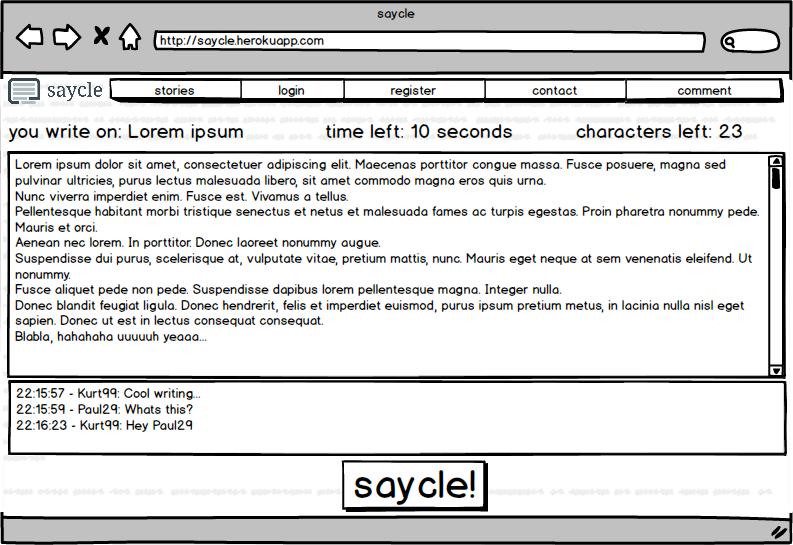 saycle
http://saycle.herokuapp.com
saycle
stories login register contact comment
you write on: Lorem ipsum time left: 10 seconds characters left: 23
Lorem ipsum dolor sit amet, consectetuer adipiscing elit. Maecenas porttitor congue massa. Fusce posuere, magna sed
pulvinar ultricies, purus lectus malesuada libero, sit amet commodo magna eros quis urna.
Nunc viverra imperdiet enim. Fusce est. Vivamus a tellus.
Pellentesque habitant morbi tristique senectus et netus et malesuada fames ac turpis egestas. Proin pharetra nonummy pede.
Mauris et orci.
Aenean nec lorem. In porttitor. Donec laoreet nonummy augue.
Suspendisse dui purus, scelerisque at, vulputate vitae, pretium mattis, nunc. Mauris eget neque at sem venenatis eleifend. Ut
nonummy.
Fusce aliquet pede non pede. Suspendisse dapibus lorem pellentesque magna. Integer nulla.
Donec blandit feugiat ligula. Donec hendrerit, felis et imperdiet euismod, purus ipsum pretium metus, in lacinia nulla nisl eget
sapien. Donec ut est in lectus consequat consequat.
Blabla, hahahaha uuuuuh yeaaa...
22:15:57 - Kurt99: Cool writing...
22:15:59 - Paul29: Whats this?
22:16:23 - Kurt99: Hey Paul29
saycle!